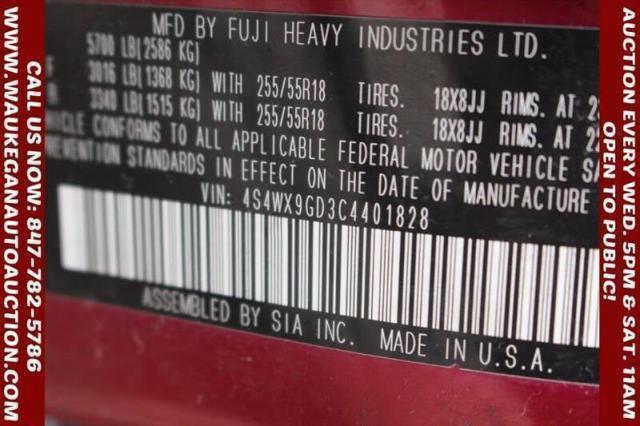 WWW.WAUKEGANAUTOAUCTION.COM
CALL US NOW: 847-782-5786
MFD BY FUJI HEAVY INDUSTRIES LTD.
5700 LB(2586 KG)
3016 LB(1368 KG) WITH 255/55R18 TIRES. 18X8JJ RIMS. AT
3340 LB(1515 KG) WITH 255/55R18 TIRES. 18X8JJ RIMS. AT
CONFORMS TO ALL APPLICABLE FEDERAL MOTOR VEHICLE
STANDARDS IN EFFECT ON THE DATE OF MANUFACTURE
VIN: 4S4WX9GD3C4401828
ASSEMBLED BY SIA INC. MADE IN U.S.A.
AUCTION EVERY WED. 5PM & SAT. 11AM
OPEN TO PUBLIC!